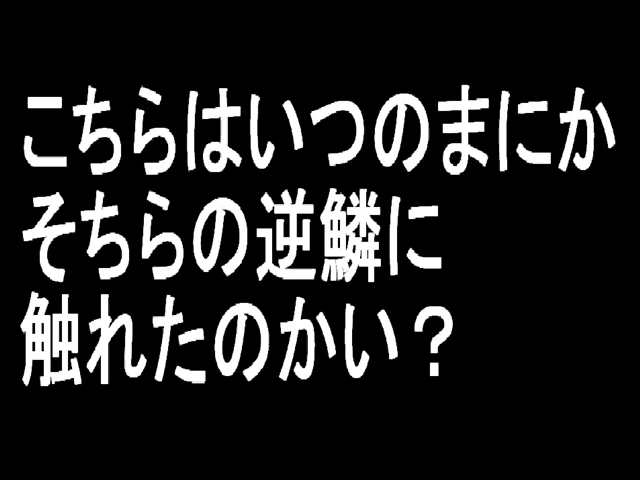 こちらはいつのまにか
そちらの逆鱗に
触れたのかい？